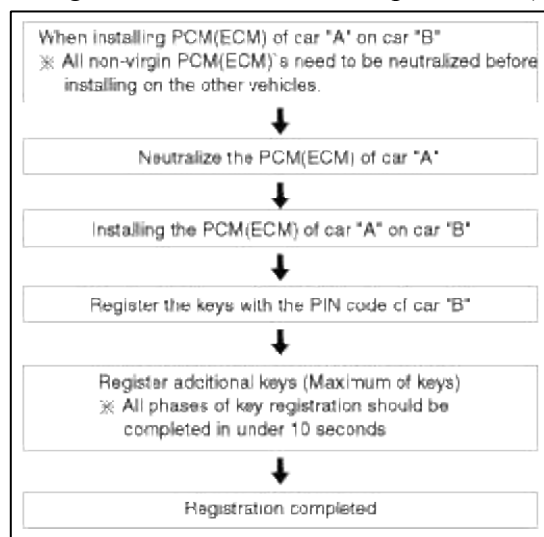 When installing PCM(ECM) of car "A" on car "B"
※ All non-virgin PCM(ECM)`s need to be neutralized before
installing on the other vehicles.
Neutralize the PCM(ECM) of car "A"
Installing the PCM(ECM) of car "A" on car "B"
Register the keys with the PIN code of car "B"
Register additional keys (Maximum of keys)
※ All phases of key registration should be
completed in under 10 seconds
Registration completed